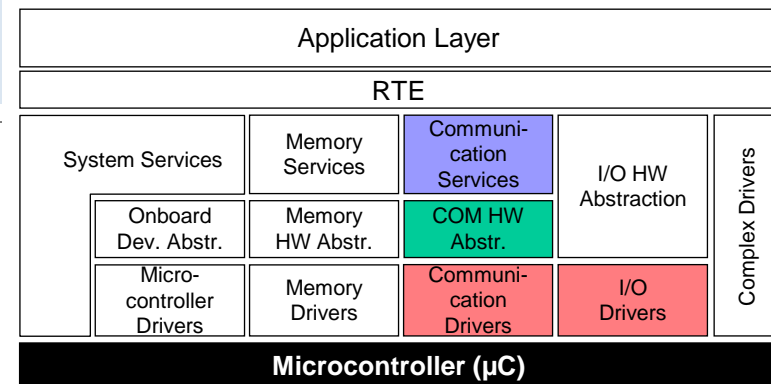 Application Layer
RTE
System Services
Memory
Services
Communi-
cation
Services
I/O HW
Abstraction
Complex Drivers
Onboard
Dev. Abstr.
Memory
HW Abstr.
COM HW
Abstr.
Micro-
controller
Drivers
Memory
Drivers
Communi-
cation
Drivers
I/O
Drivers
Microcontroller (µC)